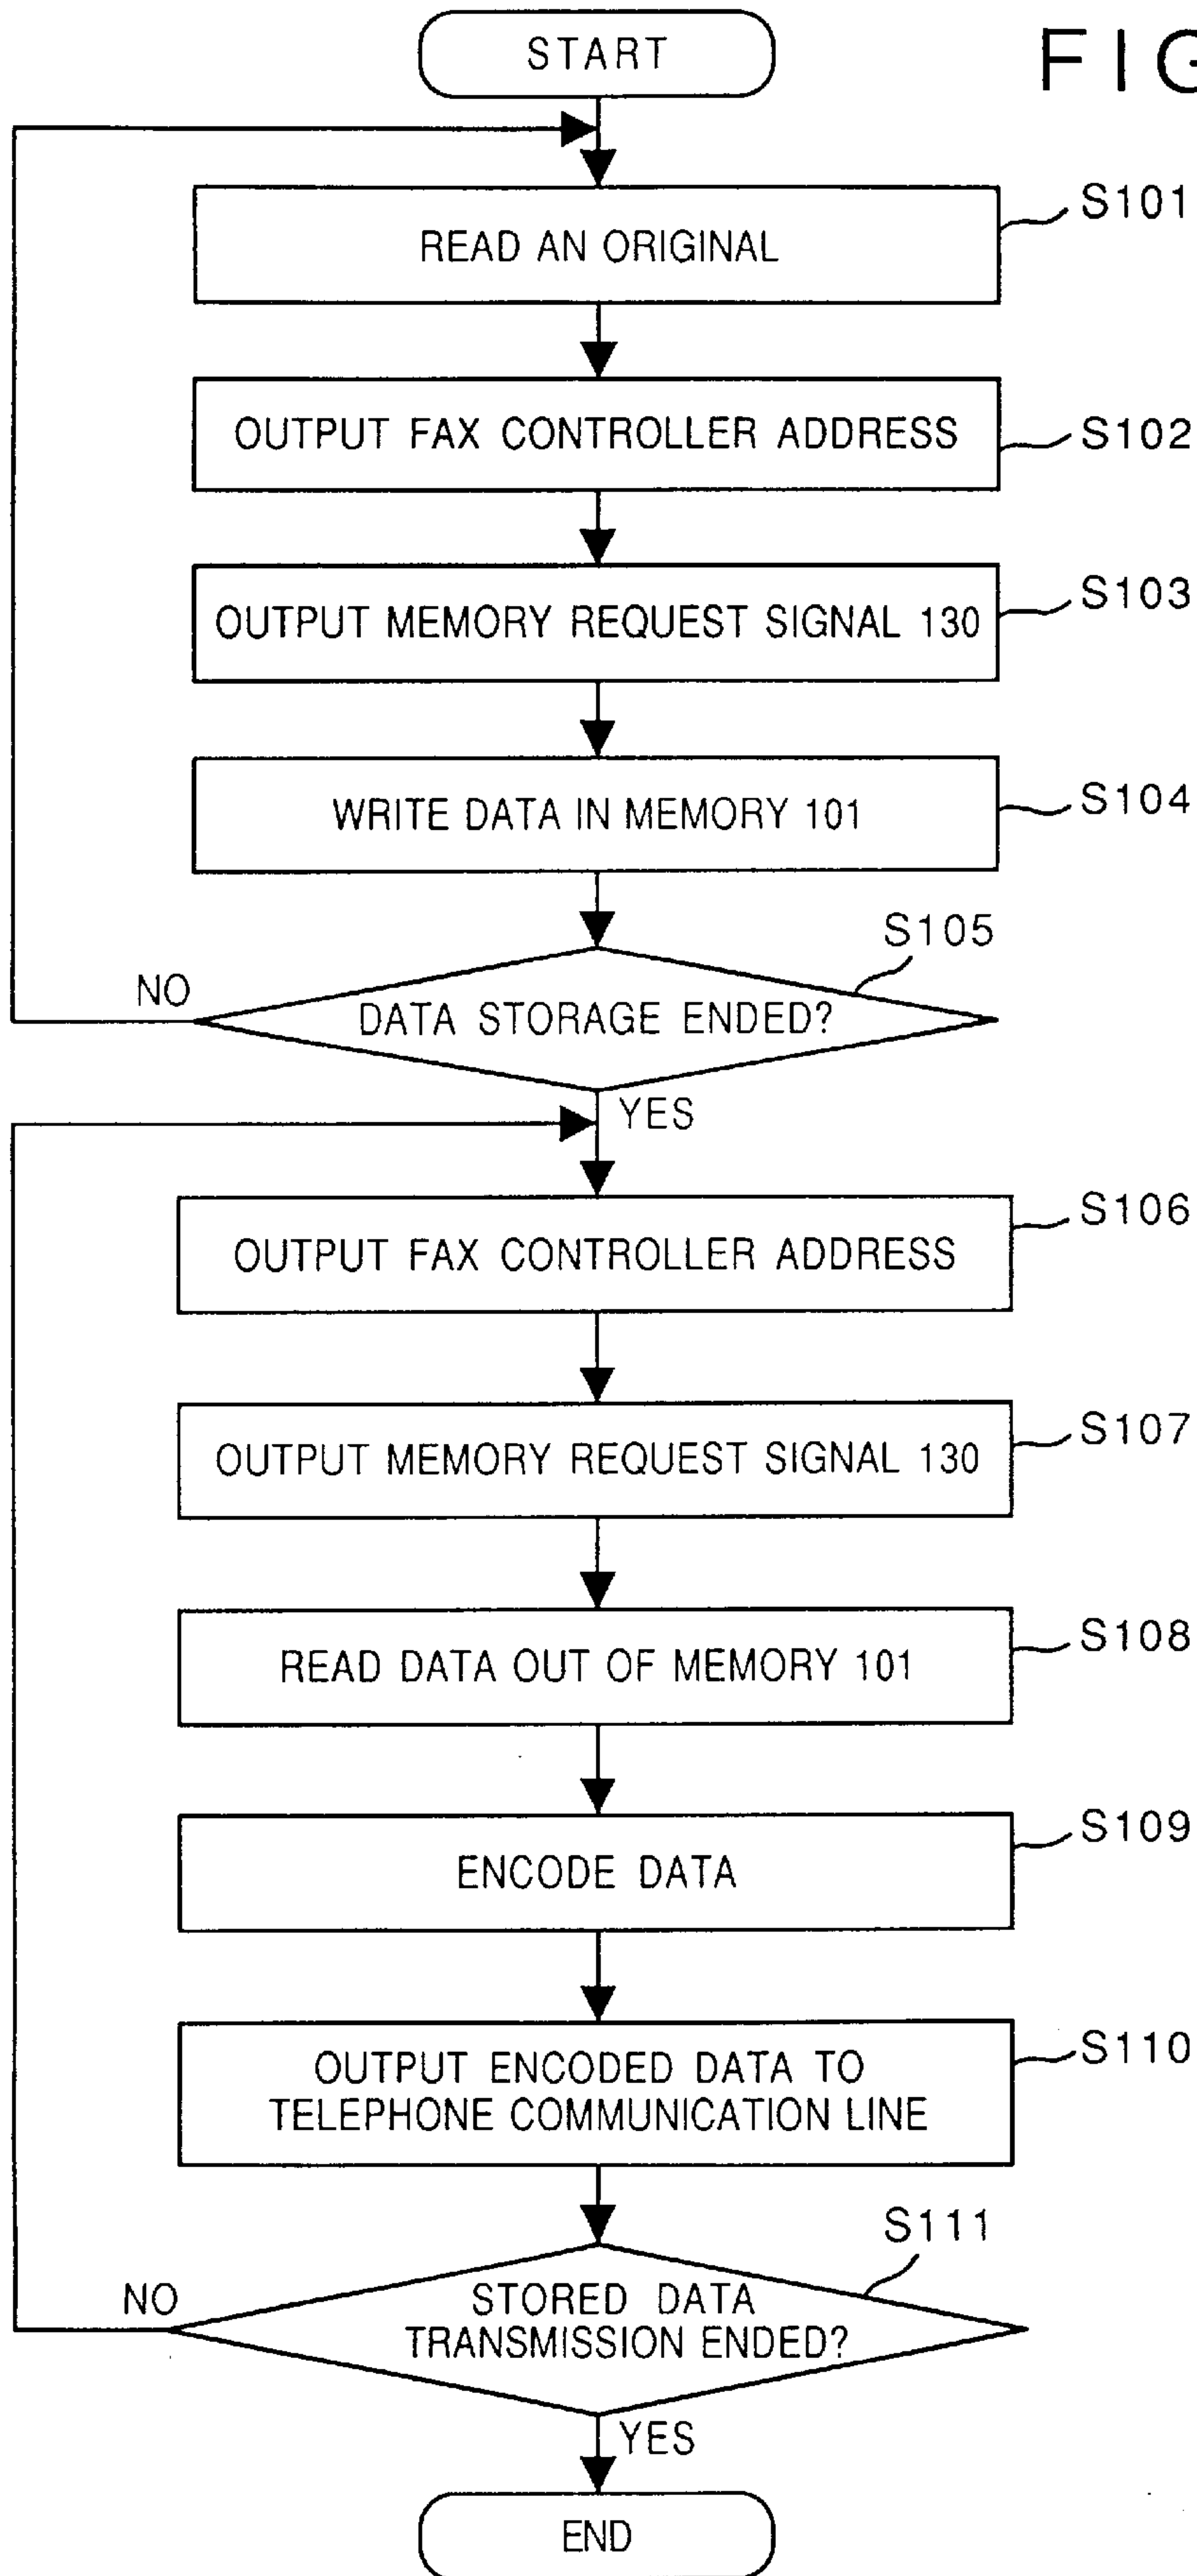 START
FIG
READ AN ORIGINAL
S101
OUTPUT FAX CONTROLLER ADDRESS
S102
OUTPUT MEMORY REQUEST SIGNAL 130
S103
WRITE DATA IN MEMORY 101
S104
S105
DATA STORAGE ENDED?
NO
YES
OUTPUT FAX CONTROLLER ADDRESS
S106
OUTPUT MEMORY REQUEST SIGNAL 130
S107
READ DATA OUT OF MEMORY 101
S108
ENCODE DATA
S109
OUTPUT ENCODED DATA TO
TELEPHONE COMMUNICATION LINE
S110
S111
STORED DATA
TRANSMISSION ENDED?
NO
YES
END